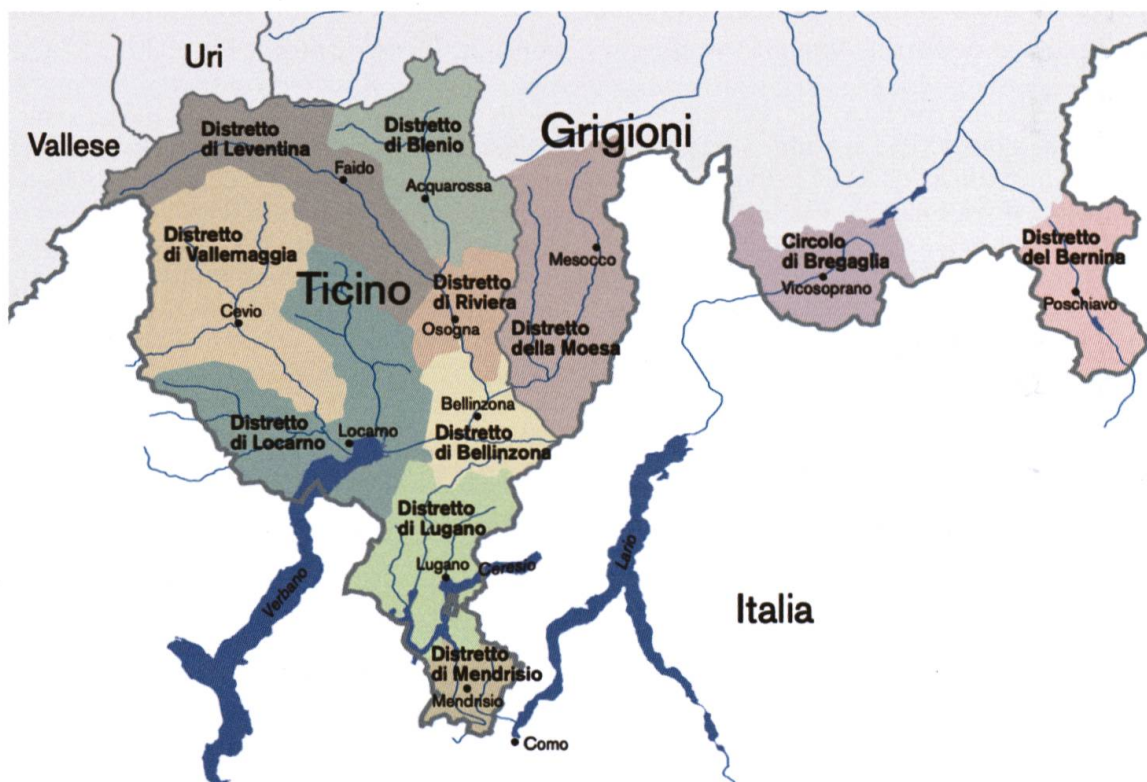 Uri
Vallese
Grigioni
Distretto
di Leventina
Faido
Distretto
di Blenio
Acquarossa
Distretto
di Vallemaggia
Cevio
Ticino
Distretto
di Riviera
Osogna
Mesocco
Distretto
della Moesa
Circolo
di Bregaglia
Vicosoprano
Distretto
del Bernina
Poschiavo
Distretto
di Locarno
Locarno
Bellinzona
Distretto
di Bellinzona
Distretto
di Lugano
Lugano
Ceresio
Verbano
Lario
Italia
Distretto
di Mendrisio
Mendrisio
Como